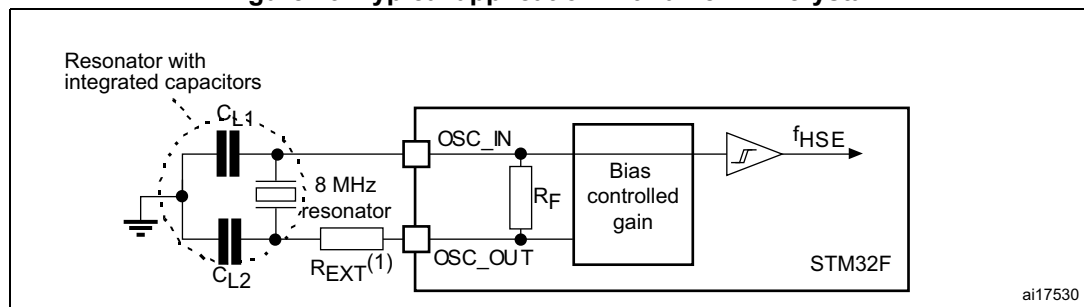 Resonator with
integrated capacitors
CL1
OSC_IN
fHSE
8 MHz
resonator
RF
Bias
controlled
gain
CL2
REXT(1)
OSC_OUT
STM32F
ai17530